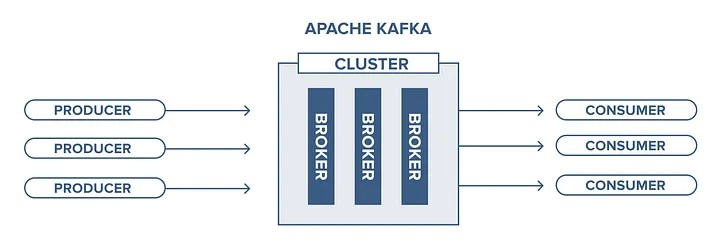 APACHE KAFKA
CLUSTER
PRODUCER
PRODUCER
PRODUCER
BROKER
BROKER
BROKER
CONSUMER
CONSUMER
CONSUMER